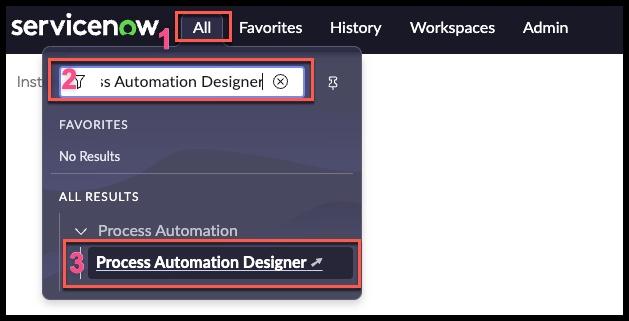 servicenow All Favorites History Workspaces Admin
1
Inst
2 ss Automation Designer
FAVORITES
No Results
ALL RESULTS
Process Automation
3 Process Automation Designer